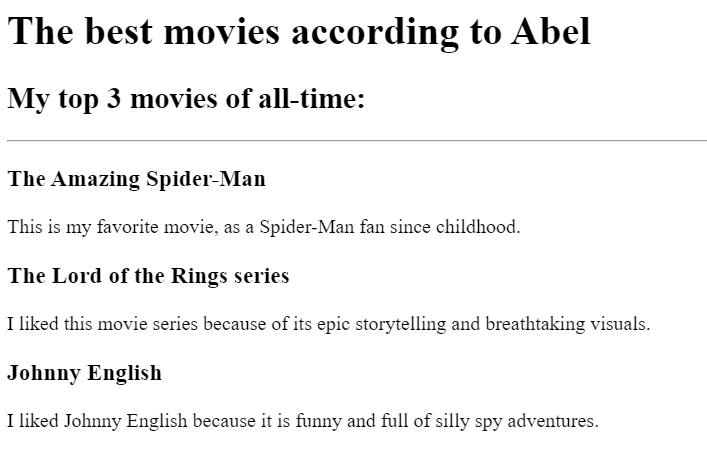 The best movies according to Abel
My top 3 movies of all-time:
The Amazing Spider-Man
This is my favorite movie, as a Spider-Man fan since childhood.
The Lord of the Rings series
I liked this movie series because of its epic storytelling and breathtaking visuals.
Johnny English
I liked Johnny English because it is funny and full of silly spy adventures.